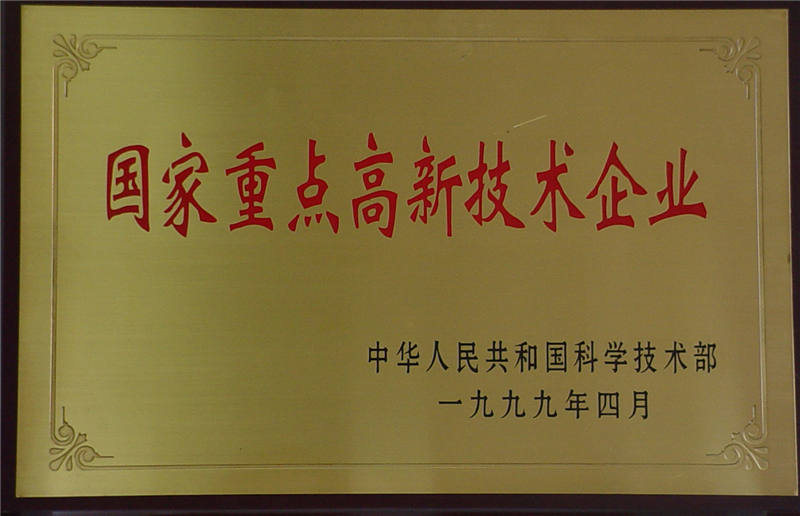 国家重点高新技术企业
中华人民共和国科学技术部
一九九九年四月